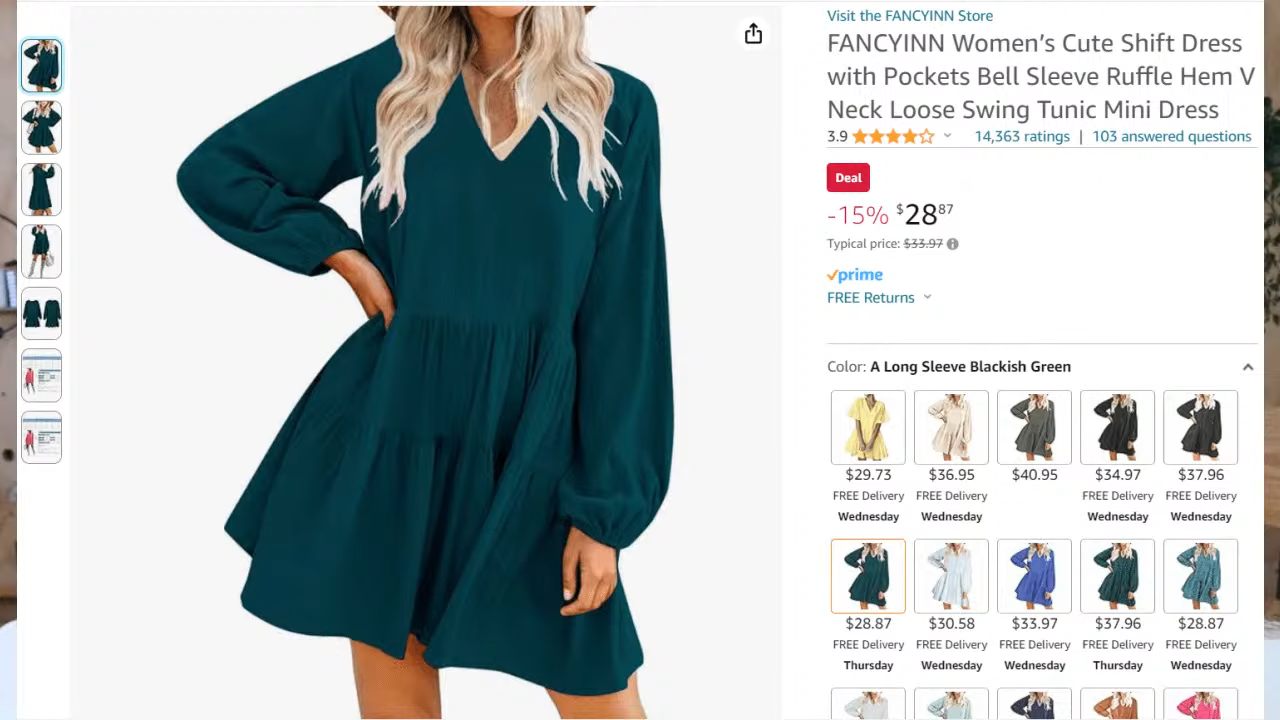 Visit the FANCYINN Store
FANCYINN Women's Cute Shift Dress
with Pockets Bell Sleeve Ruffle Hem V
Neck Loose Swing Tunic Mini Dress
3.9 14,363 ratings | 103 answered questions
Deal
-15% $28 87
Typical price: $33.97
prime
FREE Returns
Color: A Long Sleeve Blackish Green
$29.73 $36.95 $40.95 $34.97 $37.96
FREE Delivery FREE Delivery FREE Delivery FREE Delivery
Wednesday Wednesday Wednesday Wednesday
$28.87 $30.58 $33.97 $37.96 $28.87
FREE Delivery FREE Delivery FREE Delivery FREE Delivery FREE Delivery
Thursday Wednesday Wednesday Thursday Wednesday